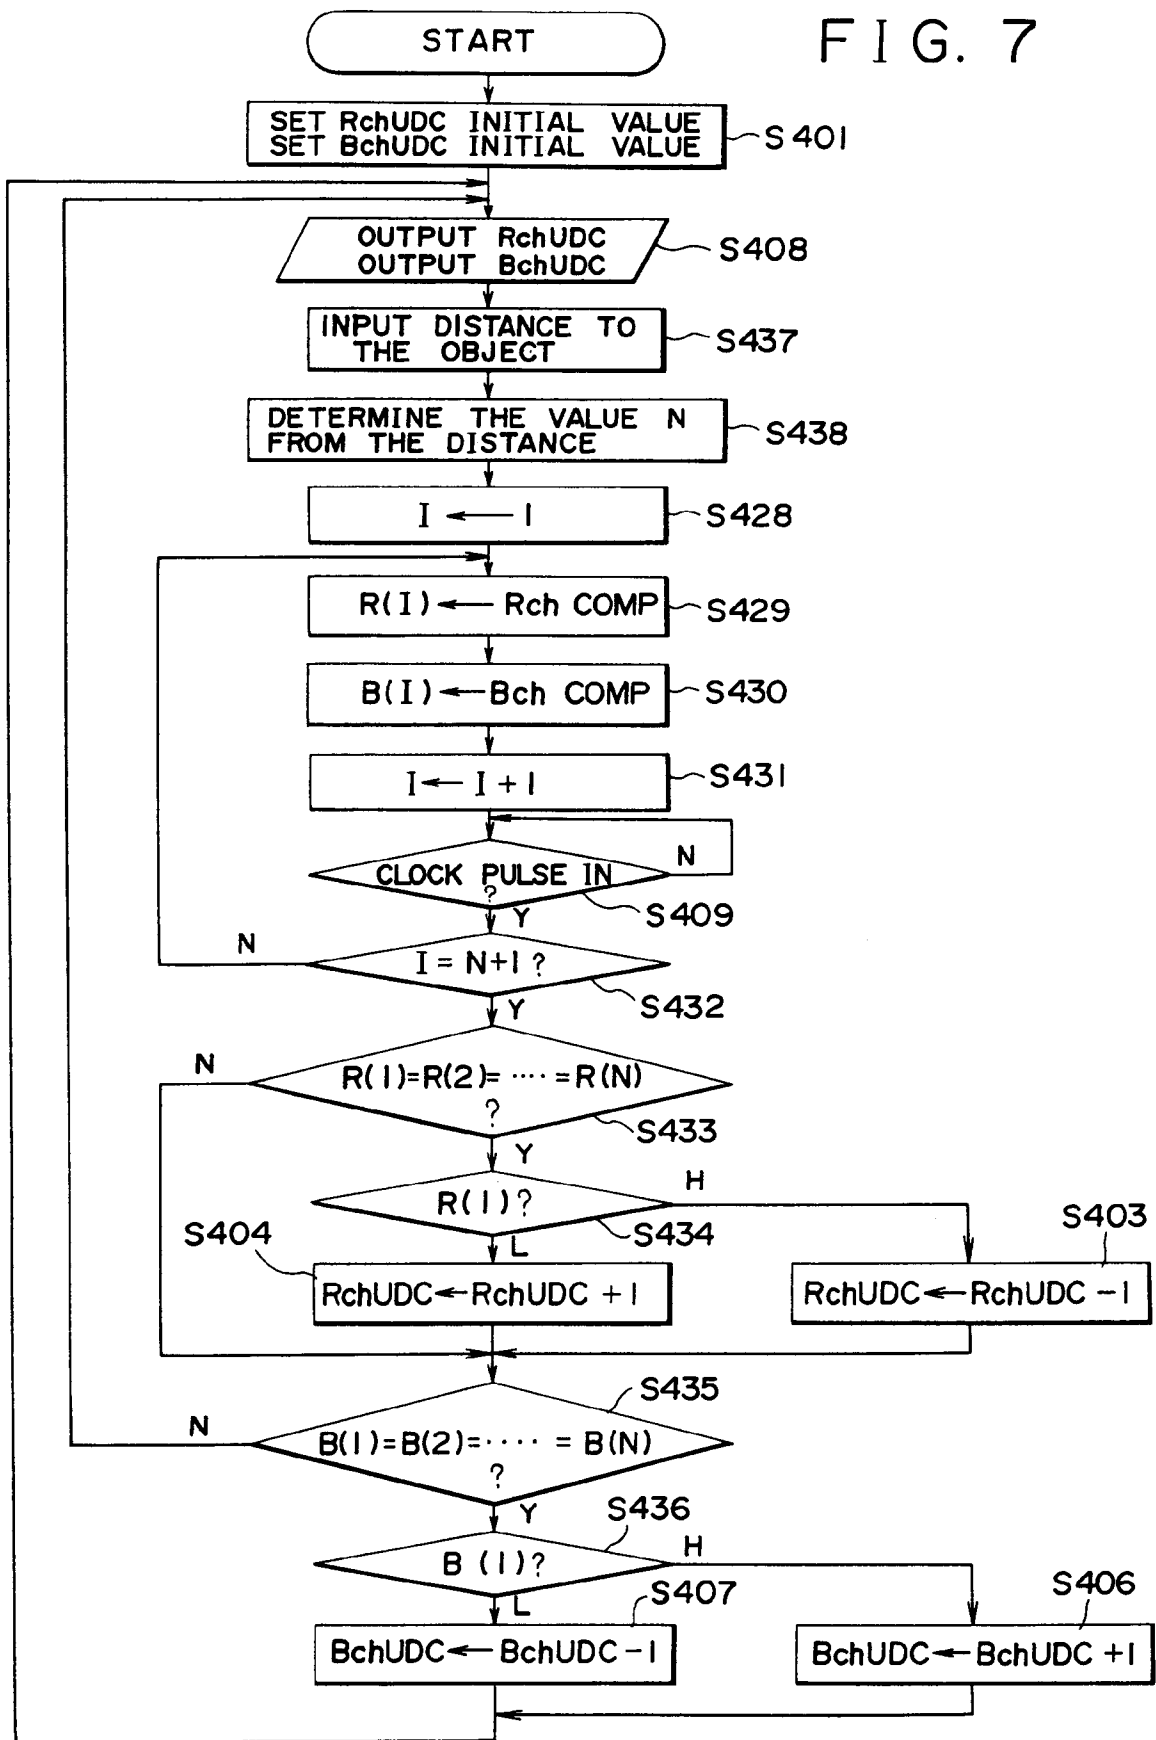 FIG. 7
START
SET RchUDC INITIAL VALUE
SET BchUDC INITIAL VALUE
S401
OUTPUT RchUDC
OUTPUT BchUDC
S408
INPUT DISTANCE TO
THE OBJECT
S437
DETERMINE THE VALUE N
FROM THE DISTANCE
S438
I ← 1
S428
R(I) ← Rch COMP
S429
B(I) ← Bch COMP
S430
I ← I + 1
S431
CLOCK PULSE IN
?
N
S409
Y
N
I = N+1 ?
S432
Y
N
R(1)=R(2)= ···· =R(N)
?
S433
Y
R(1)?
H
S434
L
S404
S403
RchUDC ← RchUDC +1
RchUDC ← RchUDC -1
S435
N
B(1)=B(2)=····· = B(N)
?
Y
S436
B (1)?
H
L
S407
S406
BchUDC ← BchUDC -1
BchUDC ← BchUDC +1